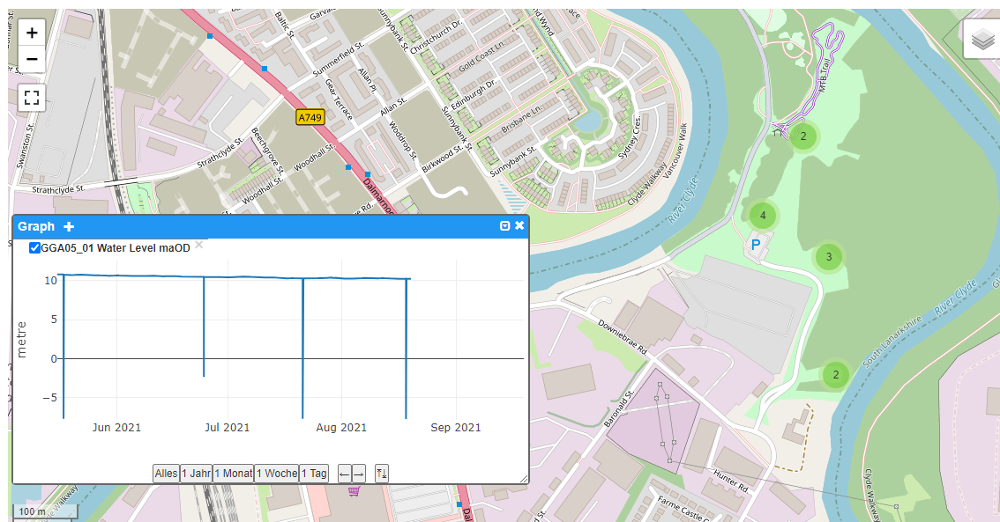 +
−
Baltic St.
Garva
Summerfield St.
Sunnybank St.
Christchurch Dr.
Gold Coast Ln.
Edinburgh Dr.
Brisbane Ln.
Sunnybank St.
Sunnybank St.
Allan Pl
Gear Terrace
Allan St.
Woddrop St.
Birkwood St.
A749
Swanston St.
Strathclyde St.
Strathclyde St.
Beechgrove St.
Woodhall St.
Woodhall St.
Dalmarnoc
ve Rd.
Sydney Cres.
Clyde Walkway
Vancouver Walk
River Clyde
MTB Trail
2
4
P
3
River Clyde
South Lanarkshire
2
Downiebrae Rd.
Baronald St.
Hunter Rd.
Farme Castle C
Clyde Walkway
Graph +
GGA05_01 Water Level maOD
metre
10
5
0
−5
Jun 2021 Jul 2021 Aug 2021 Sep 2021
Alles 1 Jahr 1 Monat 1 Woche 1 Tag ← →
e Walkway
Dal
100 m